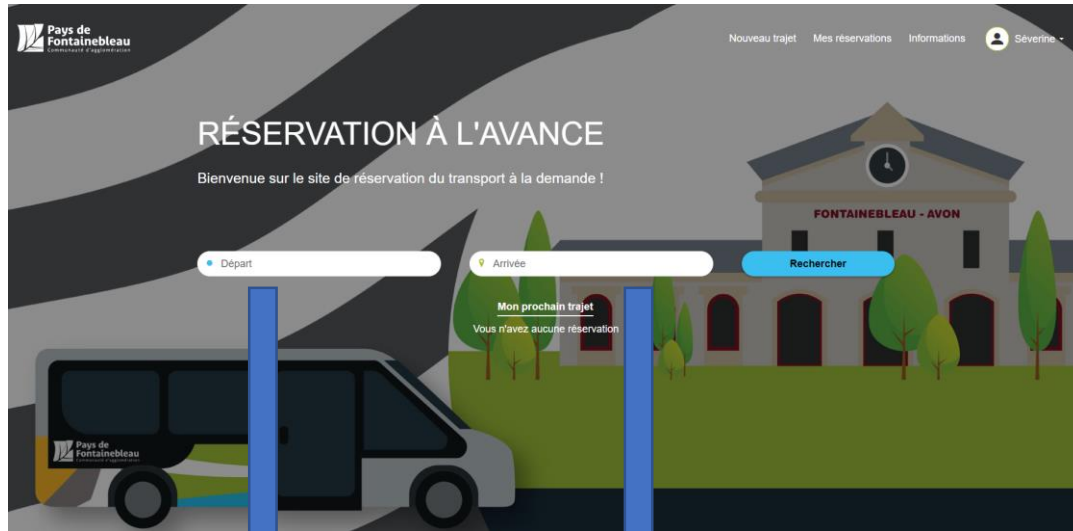 Pays de
Fontainebleau
Communauté d'agglomération
Nouveau trajet
Mes réservations
Informations
Séverine
RÉSERVATION À L'AVANCE
Bienvenue sur le site de réservation du transport à la demande !
FONTAINEBLEAU - AVON
Départ
Arrivée
Rechercher
Mon prochain trajet
Vous n'avez aucune réservation
Pays de
Fontainebleau
Communauté d'agglomération